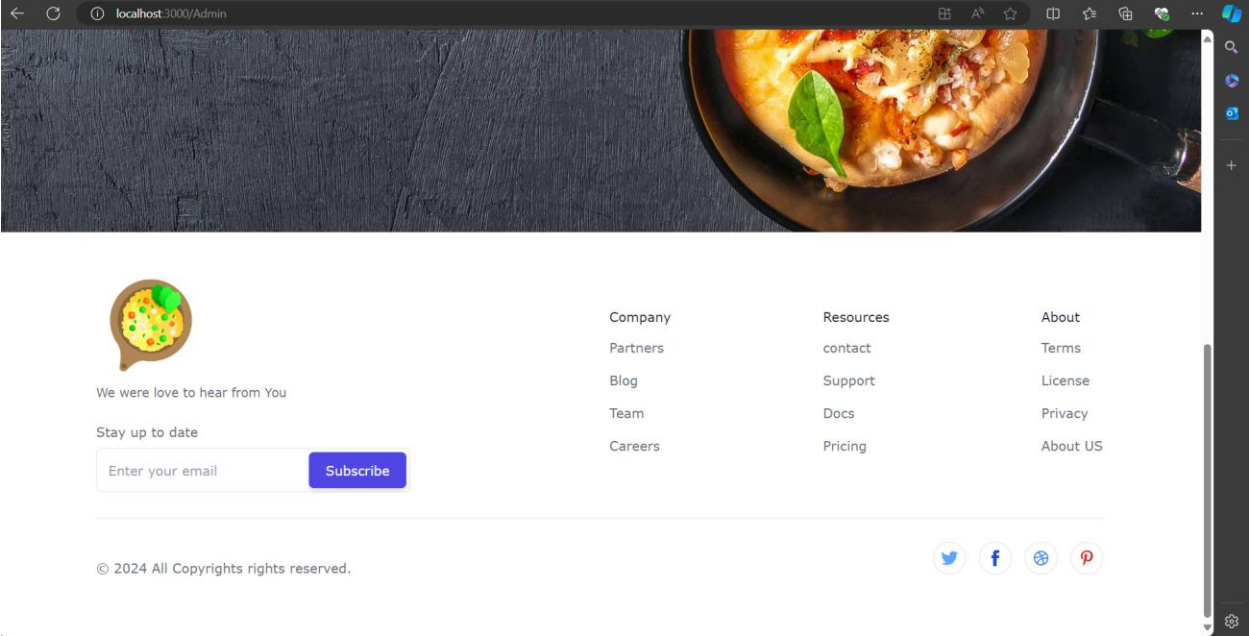 localhost:3000/Admin
We were love to hear from You
Stay up to date
Enter your email
Subscribe
Company
Partners
Blog
Team
Careers
Resources
contact
Support
Docs
Pricing
About
Terms
License
Privacy
About US
© 2024 All Copyrights rights reserved.